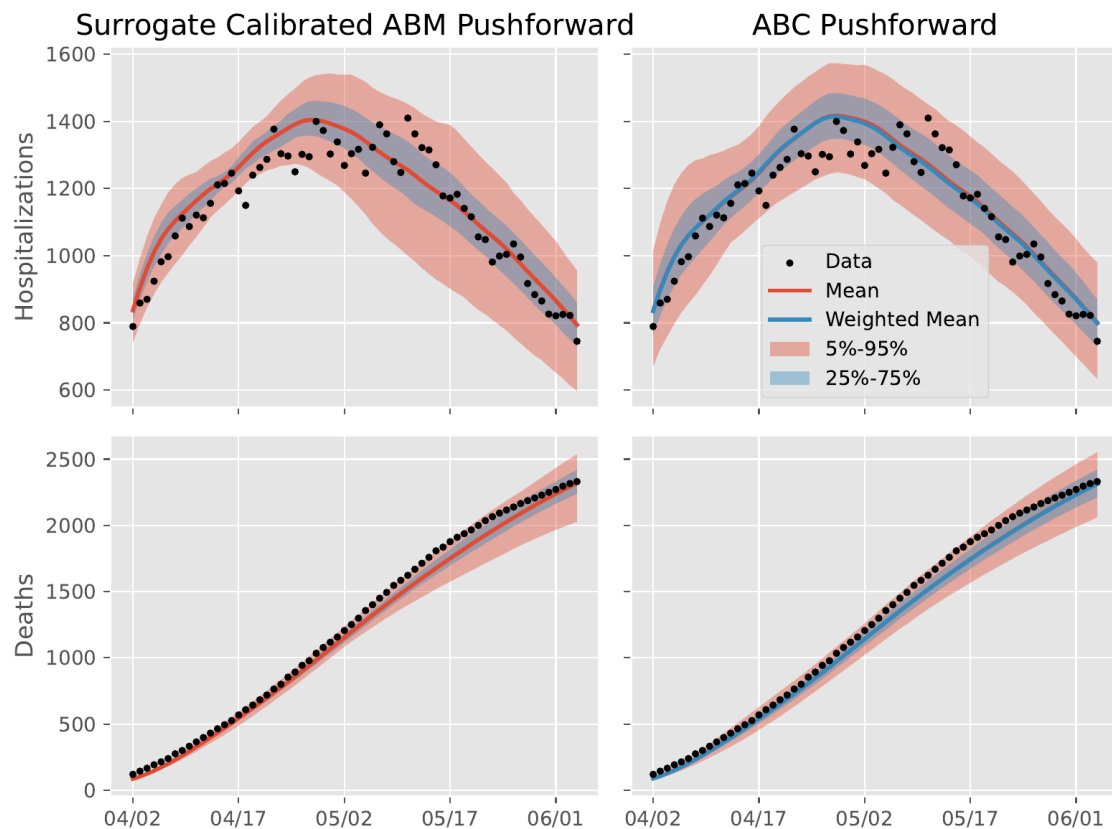 Surrogate Calibrated ABM Pushforward
ABC Pushforward
Hospitalizations
1600
1400
1200
1000
800
600
Data
Mean
Weighted Mean
5%-95%
25%-75%
Deaths
2500
2000
1500
1000
500
0
04/02 04/17 05/02 05/17 06/01
04/02 04/17 05/02 05/17 06/01